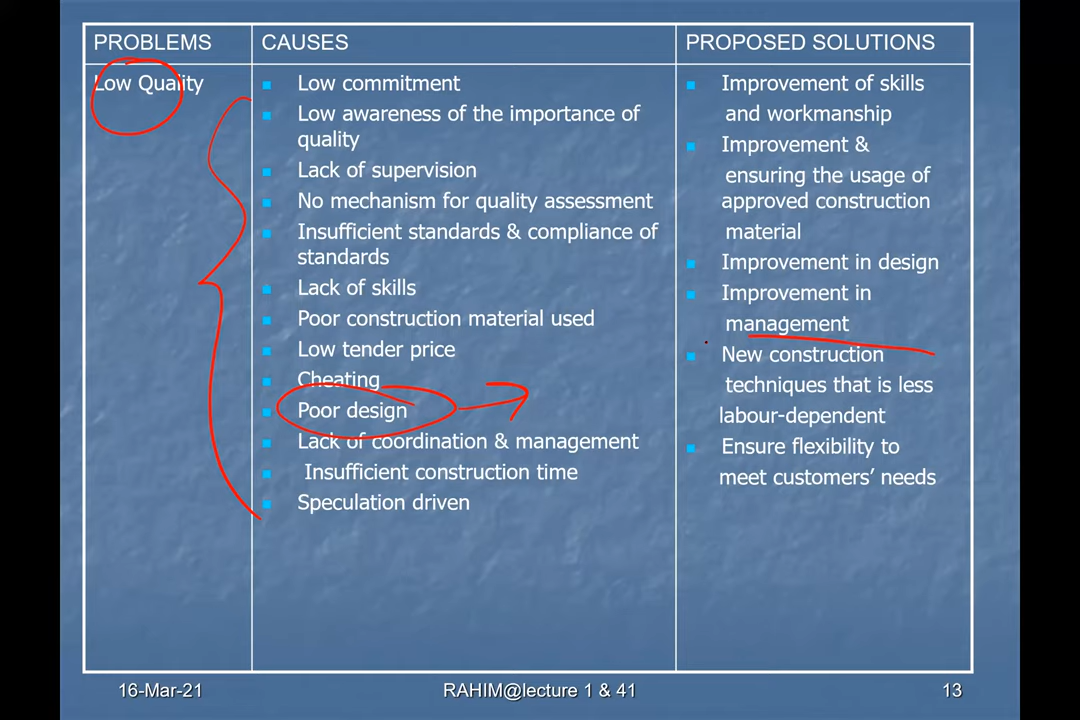 PROBLEMS
CAUSES
PROPOSED SOLUTIONS
Low Quality
Low commitment
Low awareness of the importance of
quality
Lack of supervision
No mechanism for quality assessment
Insufficient standards & compliance of
standards
Lack of skills
Poor construction material used
Low tender price
Cheating
Poor design
Lack of coordination & management
Insufficient construction time
Speculation driven
Improvement of skills
and workmanship
Improvement &
ensuring the usage of
approved construction
material
Improvement in design
Improvement in
management
New construction
techniques that is less
labour-dependent
Ensure flexibility to
meet customers’ needs
16-Mar-21
RAHIM@lecture 1 & 41
13